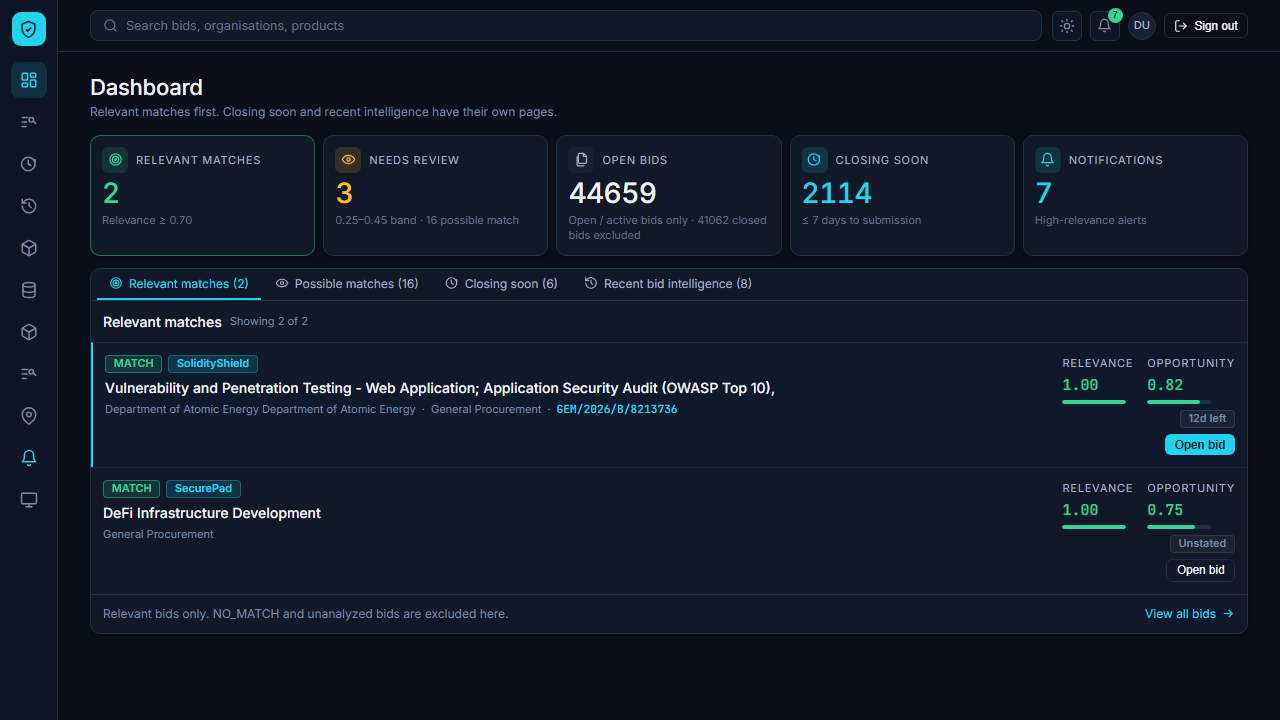 Search bids, organisations, products
7
DU
Sign out
Dashboard
Relevant matches first. Closing soon and recent intelligence have their own pages.
RELEVANT MATCHES
2
Relevance ≥ 0.70
NEEDS REVIEW
3
0.25–0.45 band · 16 possible match
OPEN BIDS
44659
Open / active bids only · 41062 closed
bids excluded
CLOSING SOON
2114
≤ 7 days to submission
NOTIFICATIONS
7
High-relevance alerts
Relevant matches (2)
Possible matches (16)
Closing soon (6)
Recent bid intelligence (8)
Relevant matches Showing 2 of 2
MATCH SolidityShield
Vulnerability and Penetration Testing - Web Application; Application Security Audit (OWASP Top 10),
Department of Atomic Energy Department of Atomic Energy · General Procurement · GEM/2026/B/8213736
RELEVANCE OPPORTUNITY
1.00 0.82
12d left
Open bid
MATCH SecurePad
DeFi Infrastructure Development
General Procurement
RELEVANCE OPPORTUNITY
1.00 0.75
Unstated
Open bid
Relevant bids only. NO_MATCH and unanalyzed bids are excluded here.
View all bids →